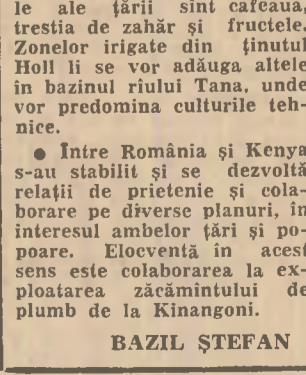 le ale țării sînt cafeaua,
trestia de zahăr și fructele.
Zonelor irigate din ținutul
Holl li se vor adăuga altele
în bazinul rîului Tana, unde
vor predomina culturile teh-
nice.
● Între România și Kenya
s-au stabilit și se dezvoltă
relații de prietenie și cola-
borare pe diverse planuri, în
interesul ambelor țări și po-
poare. Elocventă în acest
sens este colaborarea la ex-
ploatarea zăcămîntului de
plumb de la Kinangoni.
BAZIL ȘTEFAN